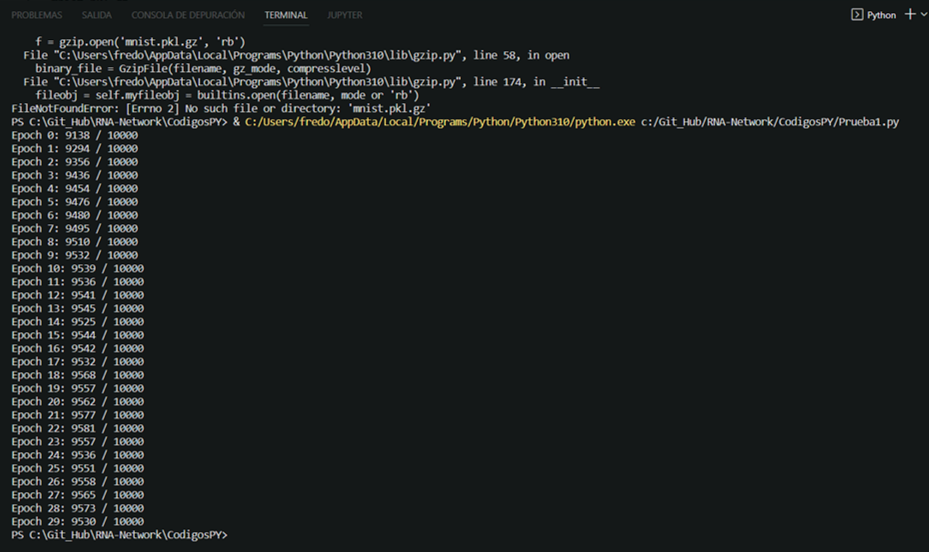 PROBLEMAS SALIDA CONSOLA DE DEPURACIÓN TERMINAL JUPYTER Python
f = gzip.open('mnist.pkl.gz', 'rb')
File "C:\Users\fredo\AppData\Local\Programs\Python\Python310\lib\gzip.py", line 58, in open
binary_file = GzipFile(filename, gz_mode, compresslevel)
File "C:\Users\fredo\AppData\Local\Programs\Python\Python310\lib\gzip.py", line 174, in __init__
fileobj = self.myfileobj = builtins.open(filename, mode or 'rb')
FileNotFoundError: [Errno 2] No such file or directory: 'mnist.pkl.gz'
PS C:\Git_Hub\RNA-Network\CodigosPY> & C:/Users/fredo/AppData/Local/Programs/Python/Python310/python.exe c:/Git_Hub/RNA-Network/CodigosPY/Prueba1.py
Epoch 0: 9138 / 10000
Epoch 1: 9294 / 10000
Epoch 2: 9356 / 10000
Epoch 3: 9436 / 10000
Epoch 4: 9454 / 10000
Epoch 5: 9476 / 10000
Epoch 6: 9480 / 10000
Epoch 7: 9495 / 10000
Epoch 8: 9510 / 10000
Epoch 9: 9532 / 10000
Epoch 10: 9539 / 10000
Epoch 11: 9536 / 10000
Epoch 12: 9541 / 10000
Epoch 13: 9545 / 10000
Epoch 14: 9525 / 10000
Epoch 15: 9544 / 10000
Epoch 16: 9542 / 10000
Epoch 17: 9532 / 10000
Epoch 18: 9568 / 10000
Epoch 19: 9557 / 10000
Epoch 20: 9562 / 10000
Epoch 21: 9577 / 10000
Epoch 22: 9581 / 10000
Epoch 23: 9557 / 10000
Epoch 24: 9536 / 10000
Epoch 25: 9551 / 10000
Epoch 26: 9558 / 10000
Epoch 27: 9565 / 10000
Epoch 28: 9573 / 10000
Epoch 29: 9530 / 10000
PS C:\Git_Hub\RNA-Network\CodigosPY>